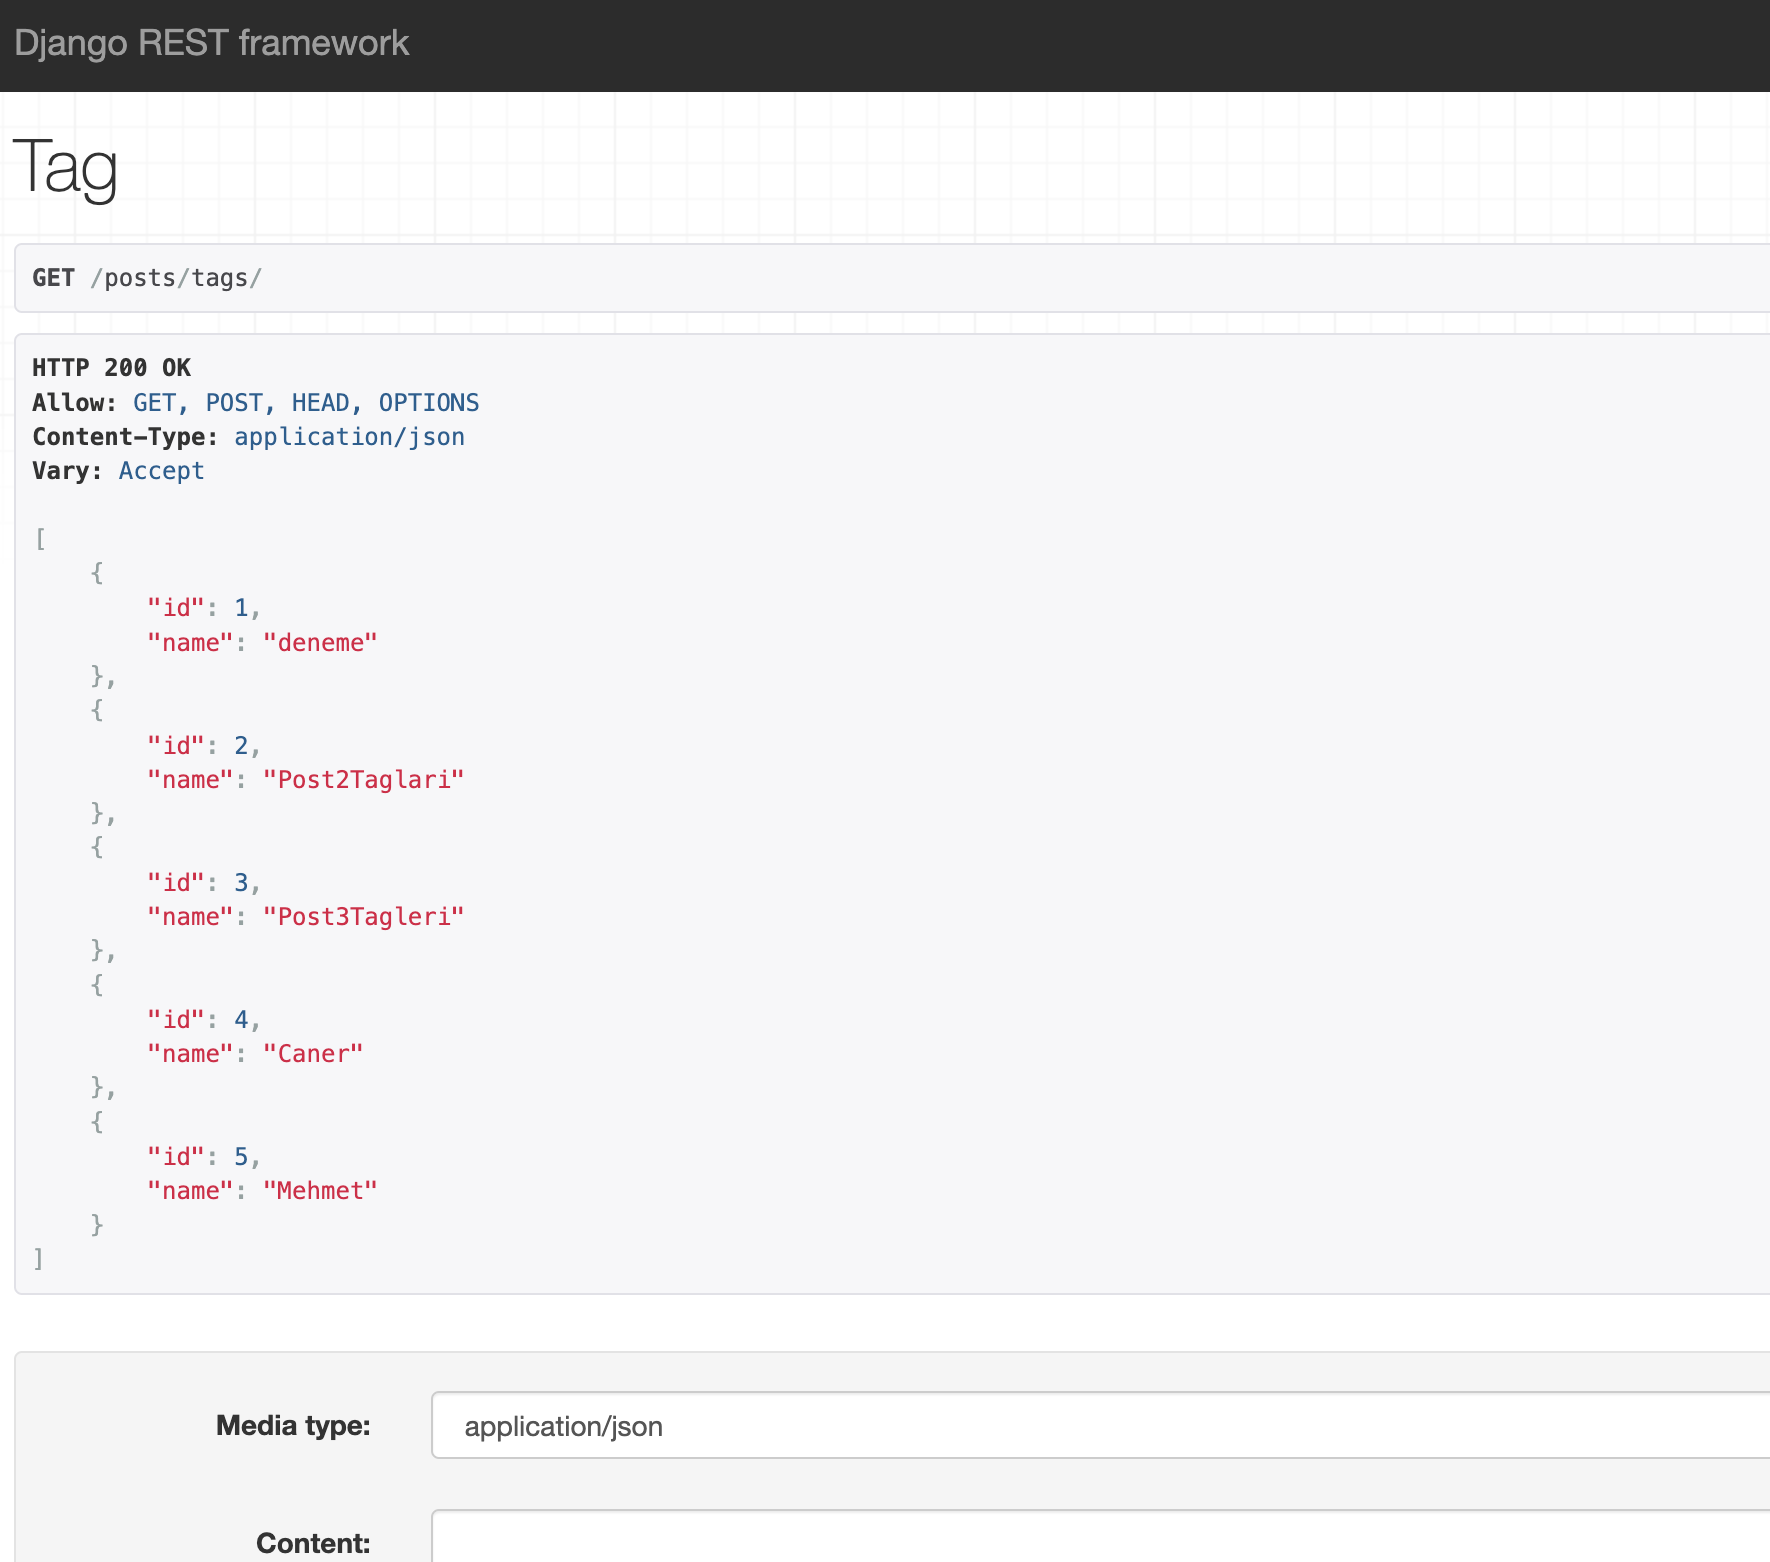 Django REST framework
Tag
GET /posts/tags/
HTTP 200 OK
Allow: GET, POST, HEAD, OPTIONS
Content-Type: application/json
Vary: Accept
[
{
"id": 1,
"name": "deneme"
},
{
"id": 2,
"name": "Post2Taglari"
},
{
"id": 3,
"name": "Post3Tagleri"
},
{
"id": 4,
"name": "Caner"
},
{
"id": 5,
"name": "Mehmet"
}
]
Media type: application/json
Content: